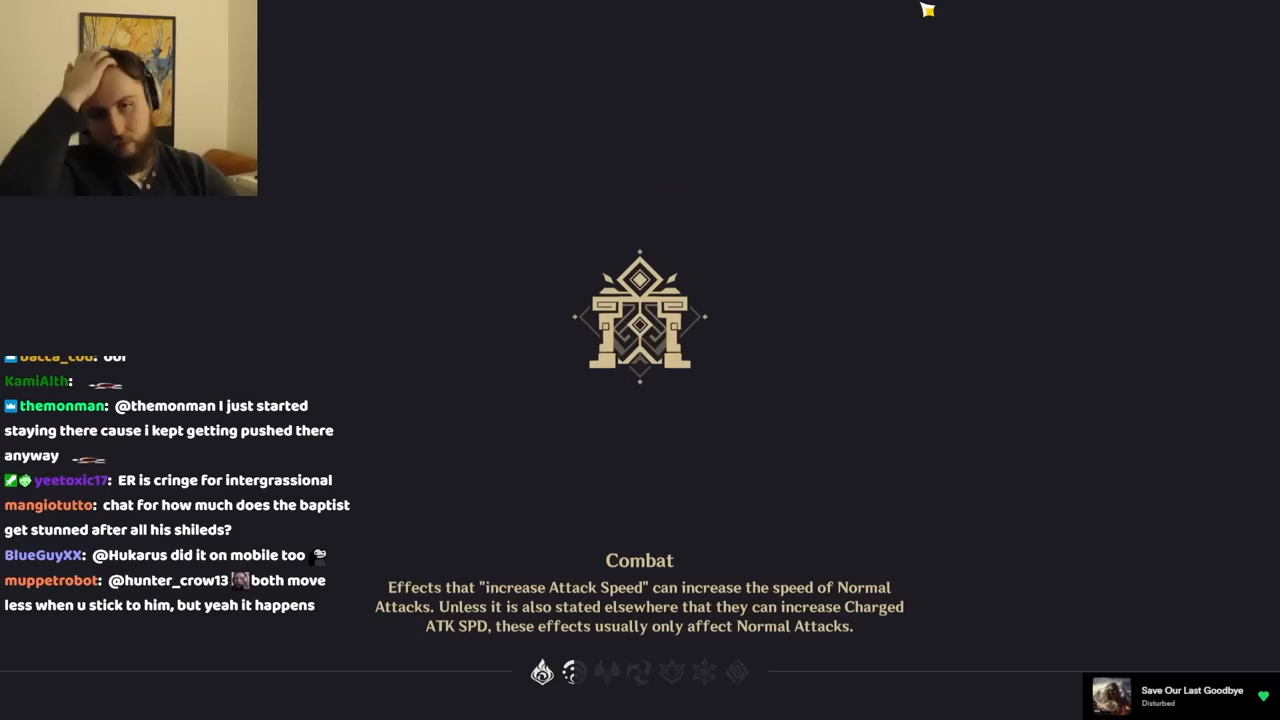 KamiAlth:
themonman: @themonman I just started
staying there cause i kept getting pushed there
anyway
yeetoxic17: ER is cringe for intergrassional
mangiotutto: chat for how much does the baptist
get stunned after all his shileds?
BlueGuyXX: @Hukarus did it on mobile too
muppetrobot: @hunter_crow13 both move
less when u stick to him, but yeah it happens
Combat
Effects that "increase Attack Speed" can increase the speed of Normal
Attacks. Unless it is also stated elsewhere that they can increase Charged
ATK SPD, these effects usually only affect Normal Attacks.
Save Our Last Goodbye
Disturbed